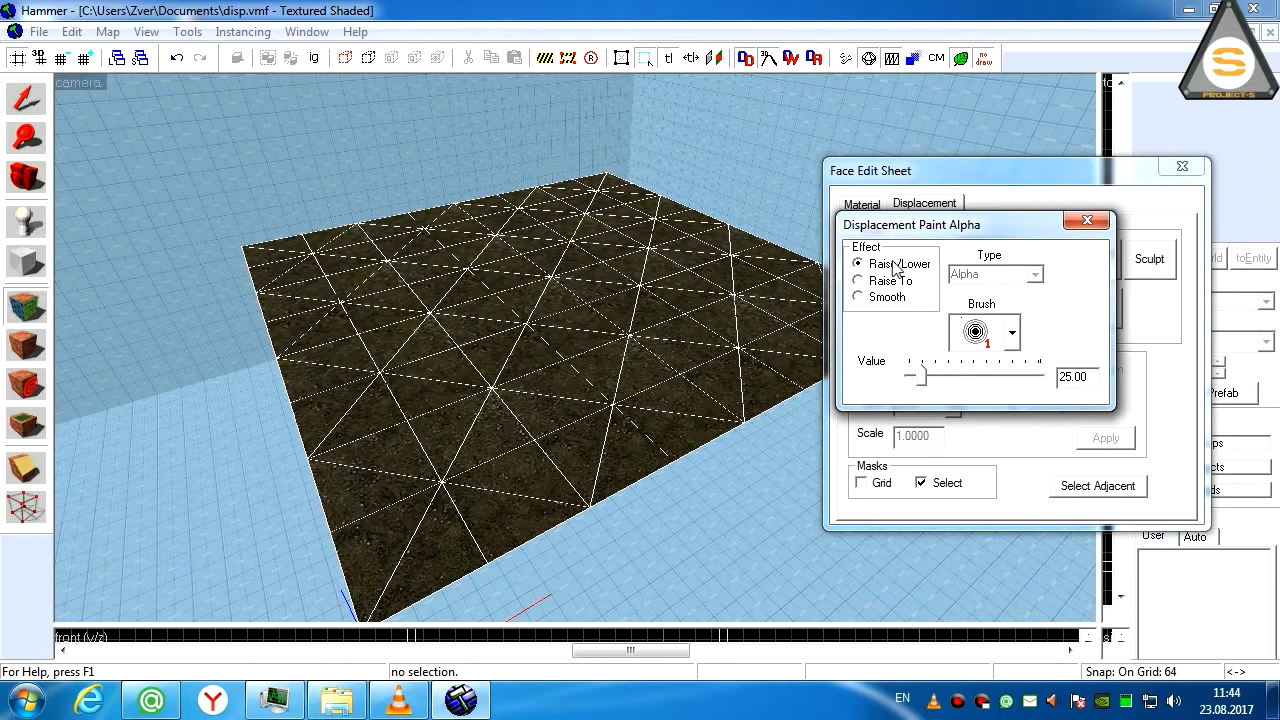 Hammer - [C:\Users\Zver\Documents\disp.vmf - Textured Shaded]
File Edit View Map View Tools Instancing Window Help
camera
S
PROJECT-S
Face Edit Sheet
Material Displacement
Displacement Paint Alpha
Effect
Raise/Lower
Raise To
Smooth
Type
Alpha
Brush
1
Value
25.00
Sculpt
toEntity
Prefab
Scale 1.0000 Apply
Masks
Grid Select Select Adjacent
User Auto
front (y/z)
For Help, press F1
no selection.
Snap: On Grid: 64
<->
EN
11:44
23.08.2017